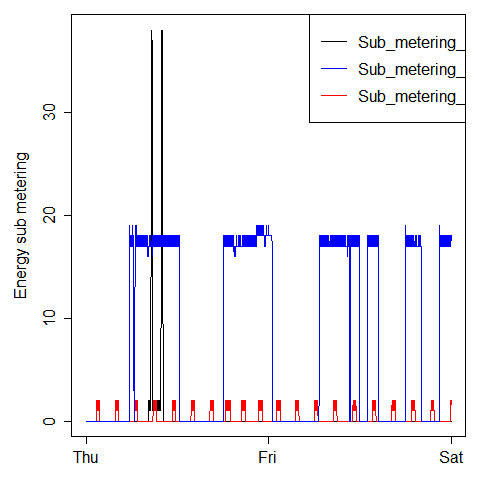 Sub_metering_
Sub_metering_
Sub_metering_
Energy sub metering
30
20
10
0
Thu Fri Sat